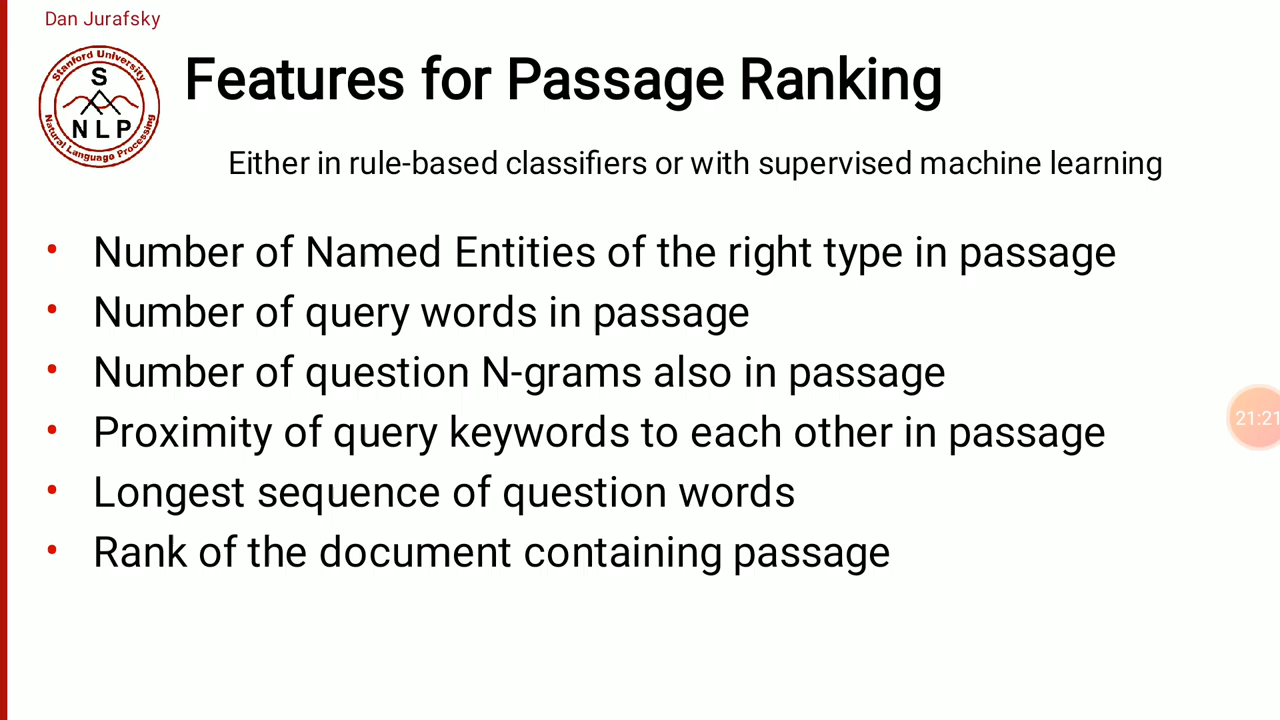 Dan Jurafsky
Stanford University
S
N L P
Natural Language Processing
Features for Passage Ranking
Either in rule-based classifiers or with supervised machine learning
• Number of Named Entities of the right type in passage
• Number of query words in passage
• Number of question N-grams also in passage
• Proximity of query keywords to each other in passage
• Longest sequence of question words
• Rank of the document containing passage
21:21